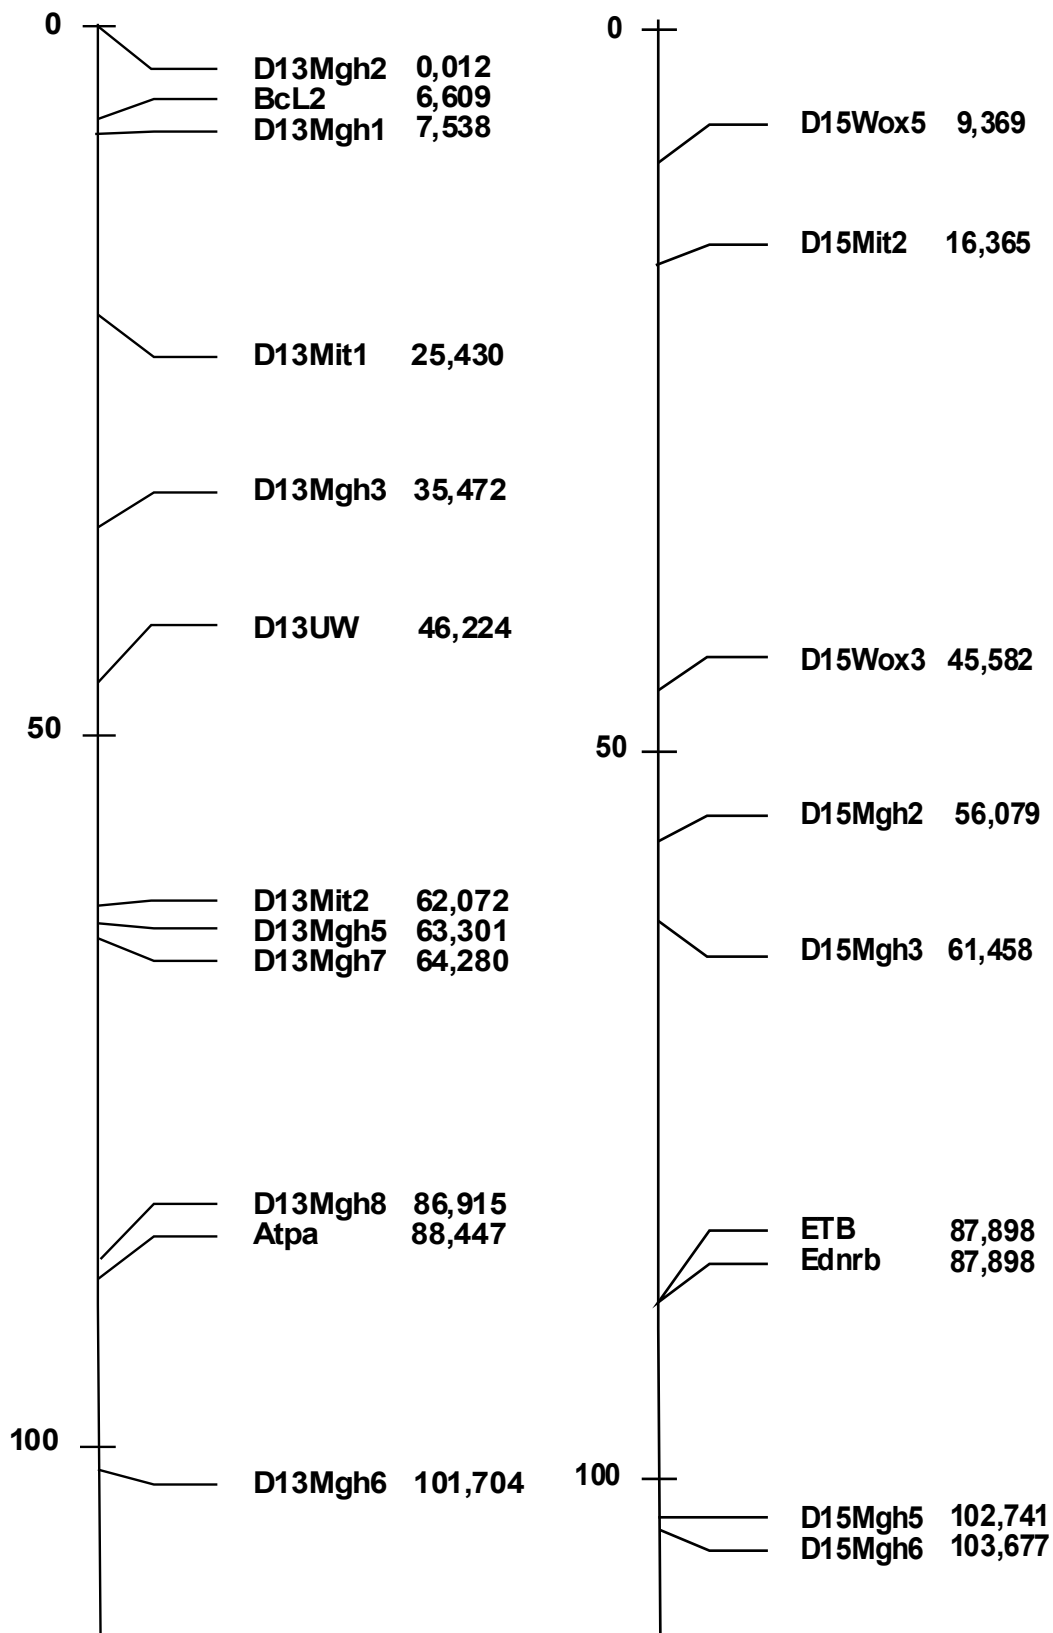 0
D13Mgh2 0,012
BcL2 6,609
D13Mgh1 7,538
D13Mit1 25,430
D13Mgh3 35,472
D13UW 46,224
50
D13Mit2 62,072
D13Mgh5 63,301
D13Mgh7 64,280
D13Mgh8 86,915
Atpa 88,447
100
D13Mgh6 101,704
0
D15Wox5 9,369
D15Mit2 16,365
D15Wox3 45,582
50
D15Mgh2 56,079
D15Mgh3 61,458
ETB 87,898
Ednrb 87,898
100
D15Mgh5 102,741
D15Mgh6 103,677